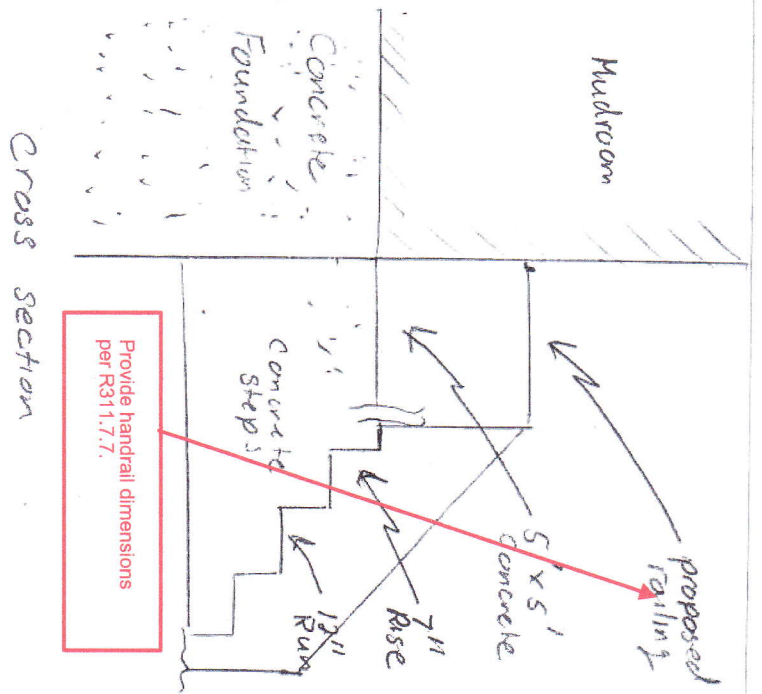 Mudroom
Concrete
Foundation
Concrete
Steps
proposed
railing
5' x 5'
concrete
7" Rise
12"
Run
Provide handrail dimensions
per R311.7.7.
Cross section